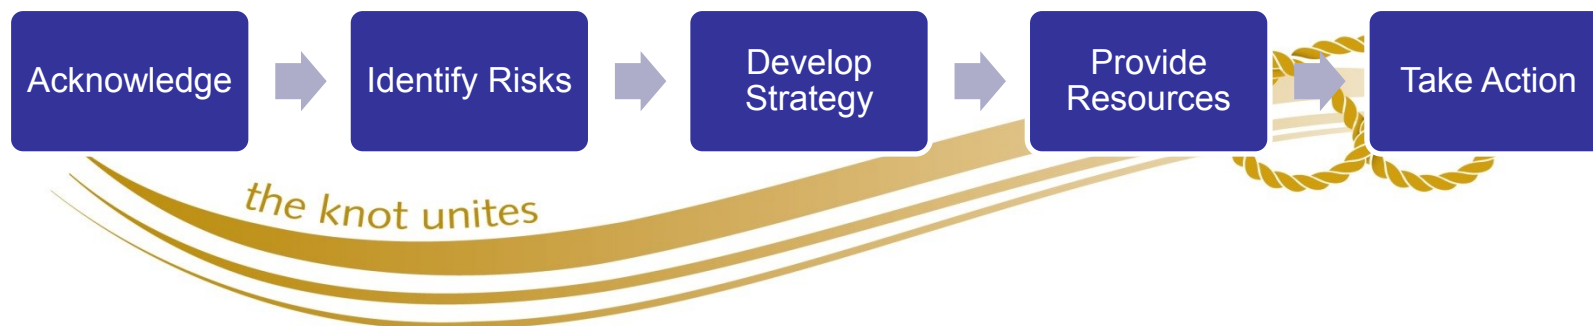 Acknowledge
Identify Risks
Develop
Strategy
Provide
Resources
Take Action
the knot unites